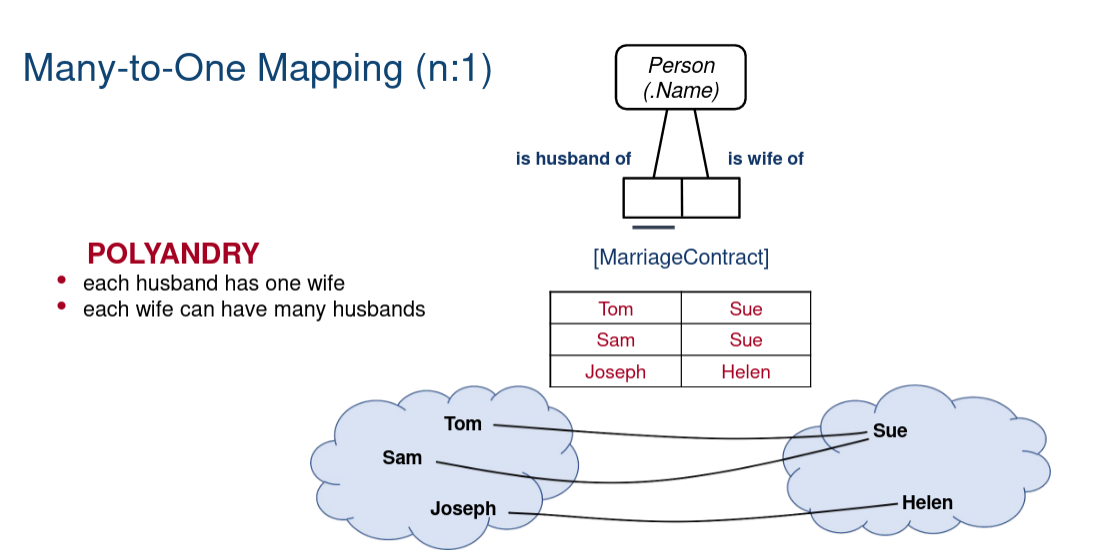 Many-to-One Mapping (n:1)
Person
(.Name)
is husband of
is wife of
[MarriageContract]
POLYANDRY
• each husband has one wife
• each wife can have many husbands
Tom Sue
Sam Sue
Joseph Helen
Tom
Sam
Joseph
Sue
Helen